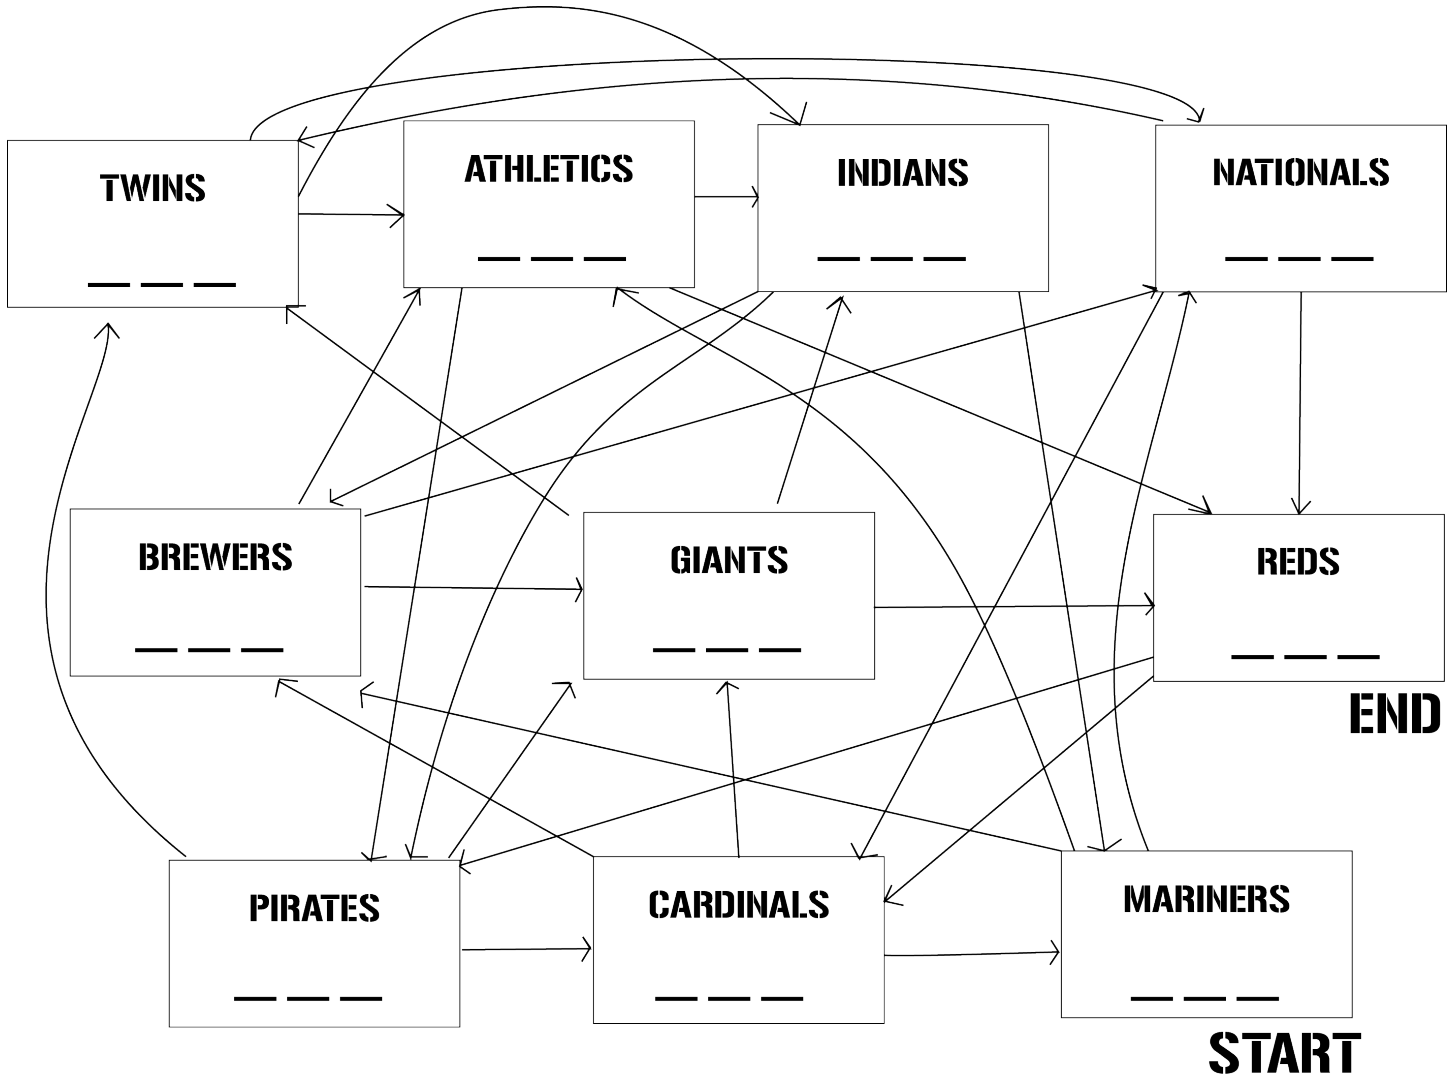 TWINS
ATHLETICS
INDIANS
NATIONALS
BREWERS
GIANTS
REDS
END
PIRATES
CARDINALS
MARINERS
START